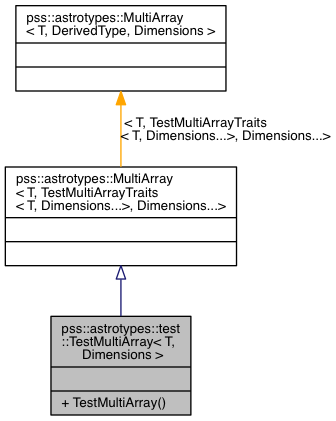 pss::astrotypes::MultiArray
< T, DerivedType, Dimensions >
< T, TestMultiArrayTraits
< T, Dimensions...>, Dimensions...>
pss::astrotypes::MultiArray
< T, TestMultiArrayTraits
< T, Dimensions...>, Dimensions...>
pss::astrotypes::test
::TestMultiArray< T,
Dimensions >
+ TestMultiArray()